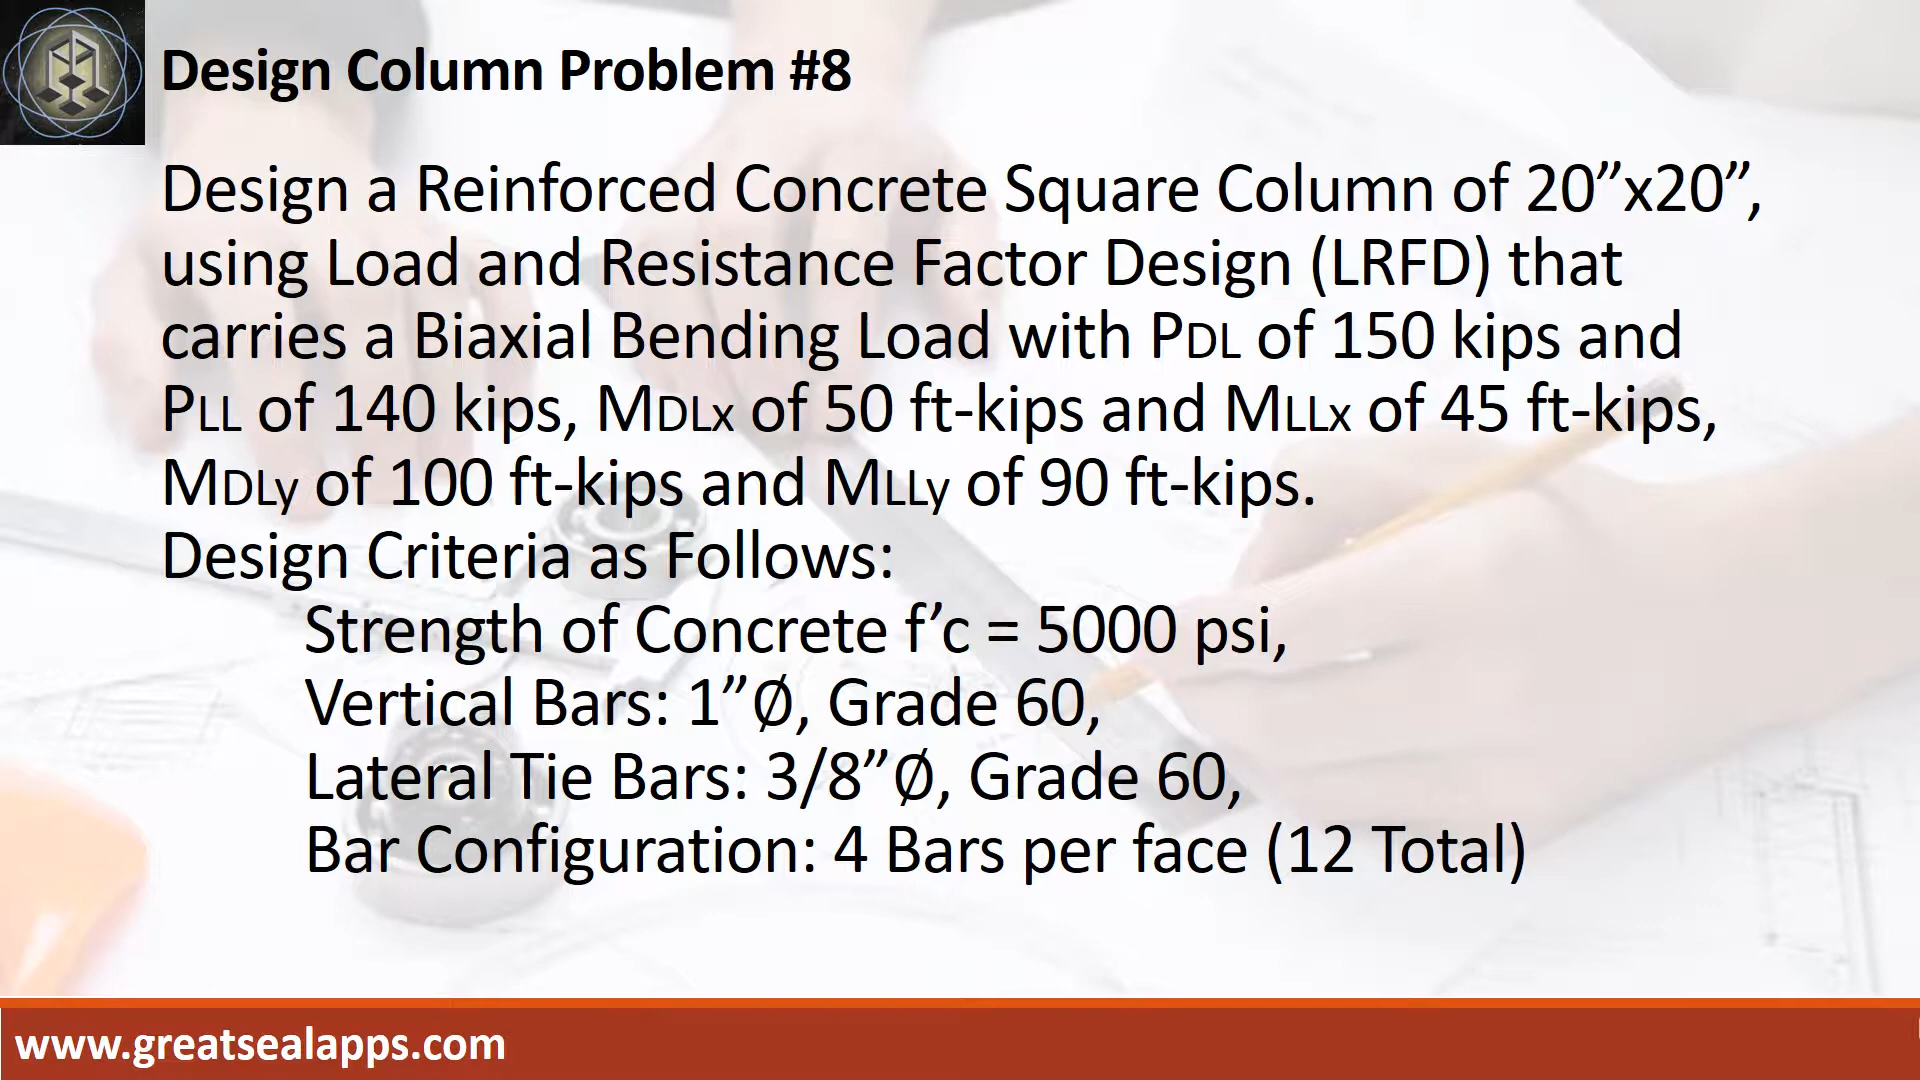 Design Column Problem #8
Design a Reinforced Concrete Square Column of 20”x20”,
using Load and Resistance Factor Design (LRFD) that
carries a Biaxial Bending Load with PDL of 150 kips and
PLL of 140 kips, MDLx of 50 ft-kips and MLLx of 45 ft-kips,
MDLy of 100 ft-kips and MLLy of 90 ft-kips.
Design Criteria as Follows:
Strength of Concrete f’c = 5000 psi,
Vertical Bars: 1”Ø, Grade 60,
Lateral Tie Bars: 3/8”Ø, Grade 60,
Bar Configuration: 4 Bars per face (12 Total)
www.greatsealapps.com